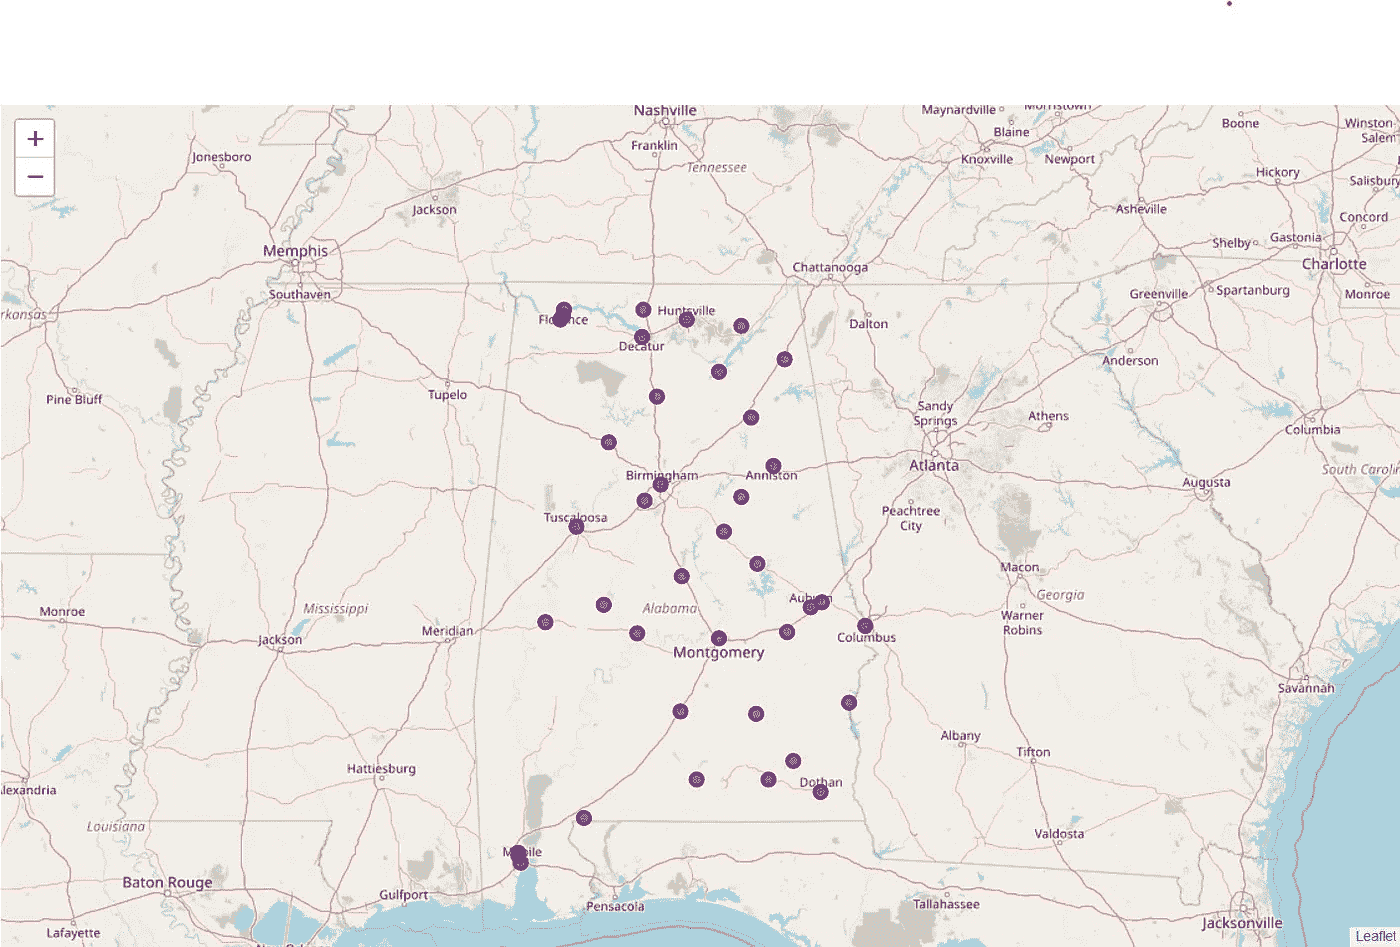 +
−
Nashville
Maynardville
Morristown
Boone
Winston-
Salem
Franklin
Blaine
Jonesboro
Tennessee
Knoxville
Newport
Hickory
Salisbury
Jackson
Asheville
Concord
Memphis
Shelby
Gastonia
Charlotte
Chattanooga
Southaven
Greenville
Spartanburg
Monroe
rkansas
Florence
Huntsville
Dalton
Decatur
Anderson
Pine Bluff
Tupelo
Sandy
Springs
Athens
Columbia
Birmingham
Anniston
Atlanta
South Carolin
Augusta
Tuscaloosa
Peachtree
City
Macon
Monroe
Mississippi
Alabama
Auburn
Georgia
Jackson
Meridian
Columbus
Warner
Robins
Montgomery
Savannah
Albany
Tifton
Hattiesburg
Dothan
lexandria
Louisiana
Valdosta
Mobile
Baton Rouge
Gulfport
Pensacola
Tallahassee
Lafayette
Jacksonville
Leaflet